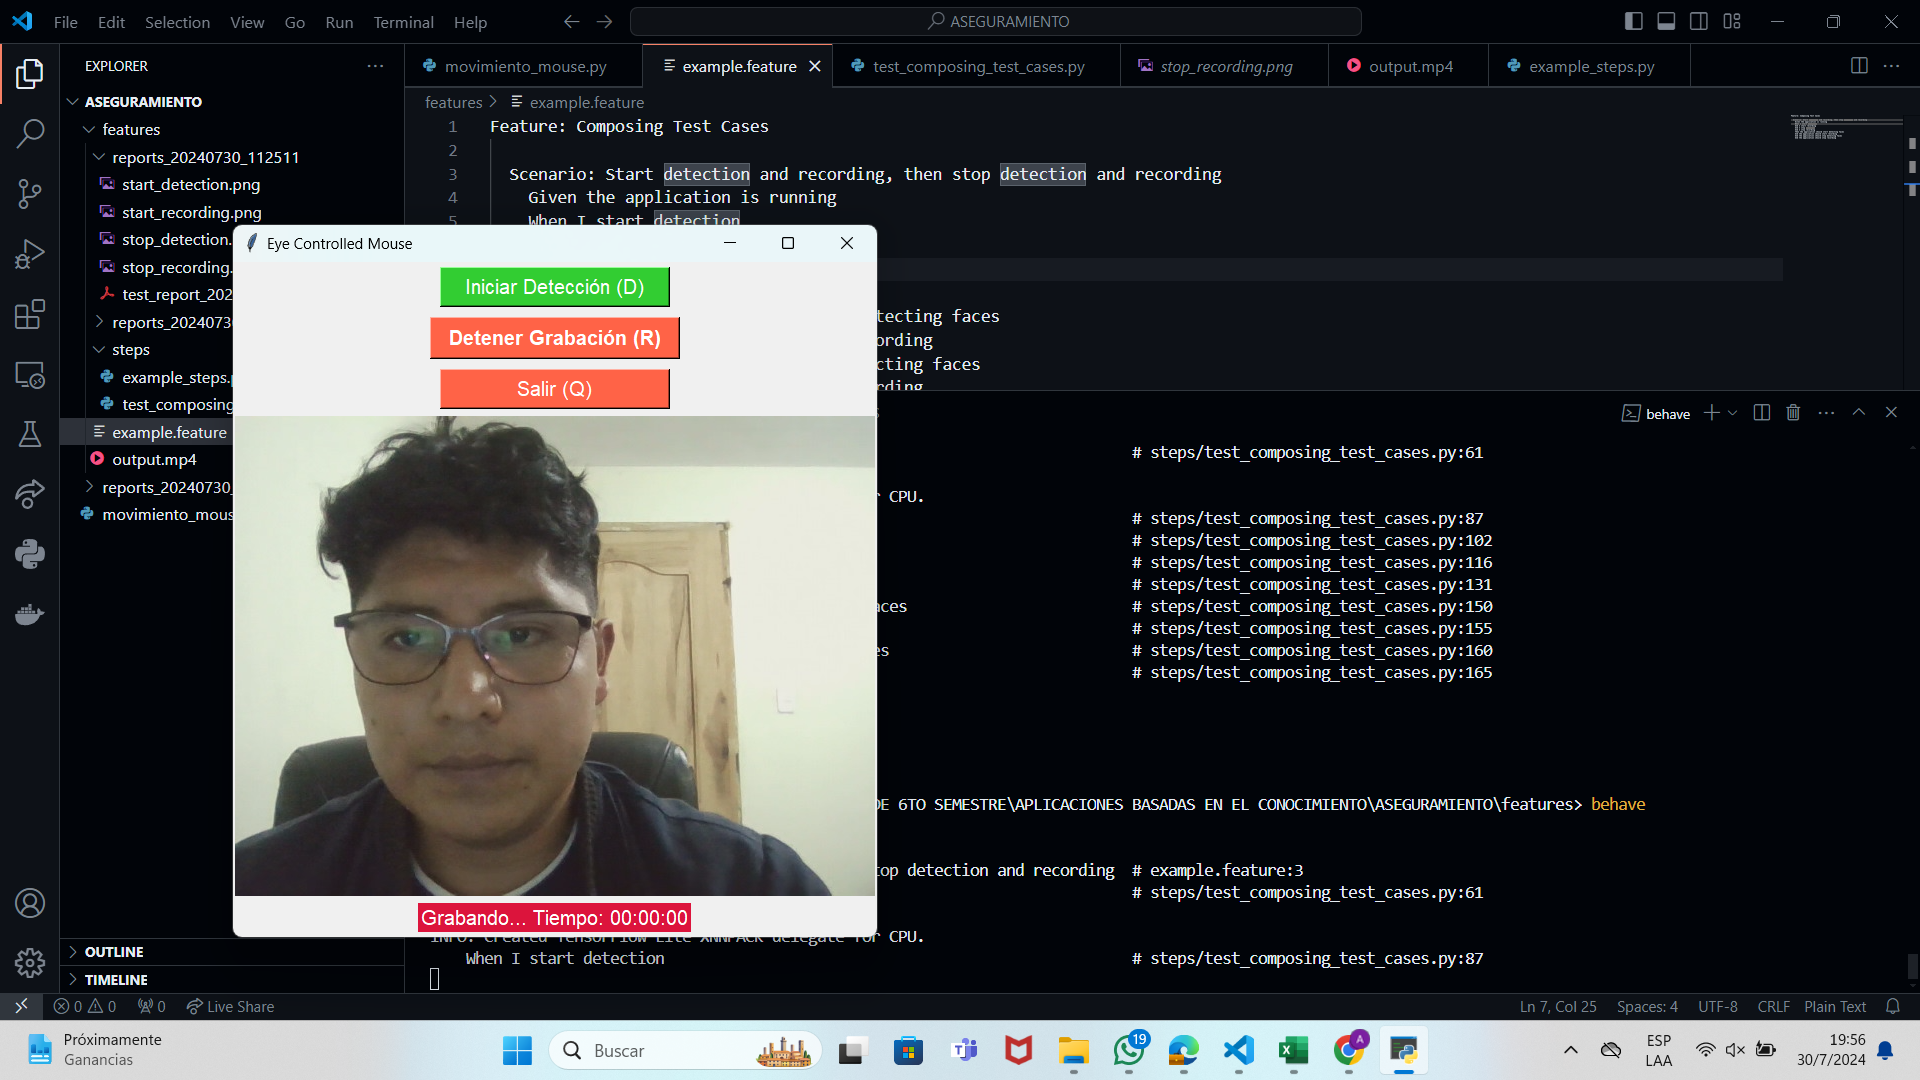 File Edit Selection View Go Run Terminal Help
ASEGURAMIENTO
EXPLORER
movimiento_mouse.py
example.feature
test_composing_test_cases.py
stop_recording.png
output.mp4
example_steps.py
ASEGURAMIENTO
features
reports_20240730_112511
start_detection.png
start_recording.png
stop_detection.
stop_recording.
test_report_202
reports_2024073
steps
example_steps.
test_composing
example.feature
output.mp4
reports_20240730_
movimiento_mous
OUTLINE
TIMELINE
features > example.feature
1 Feature: Composing Test Cases
2
3 Scenario: Start detection and recording, then stop detection and recording
4 Given the application is running
5 When I start detection
tecting faces
ording
cting faces
rding
Eye Controlled Mouse
Iniciar Detección (D)
Detener Grabación (R)
Salir (Q)
Grabando... Tiempo: 00:00:00
behave
# steps/test_composing_test_cases.py:61
r CPU.
# steps/test_composing_test_cases.py:87
# steps/test_composing_test_cases.py:102
# steps/test_composing_test_cases.py:116
# steps/test_composing_test_cases.py:131
aces # steps/test_composing_test_cases.py:150
# steps/test_composing_test_cases.py:155
es # steps/test_composing_test_cases.py:160
# steps/test_composing_test_cases.py:165
DE 6TO SEMESTRE\APLICACIONES BASADAS EN EL CONOCIMIENTO\ASEGURAMIENTO\features> behave
top detection and recording # example.feature:3
# steps/test_composing_test_cases.py:61
INFO: Created TensorFlow Lite XNNPACK delegate for CPU.
When I start detection # steps/test_composing_test_cases.py:87
0 0 0 Live Share
Ln 7, Col 25 Spaces: 4 UTF-8 CRLF Plain Text
Próximamente
Ganancias
Buscar
19
A
ESP
LAA
19:56
30/7/2024